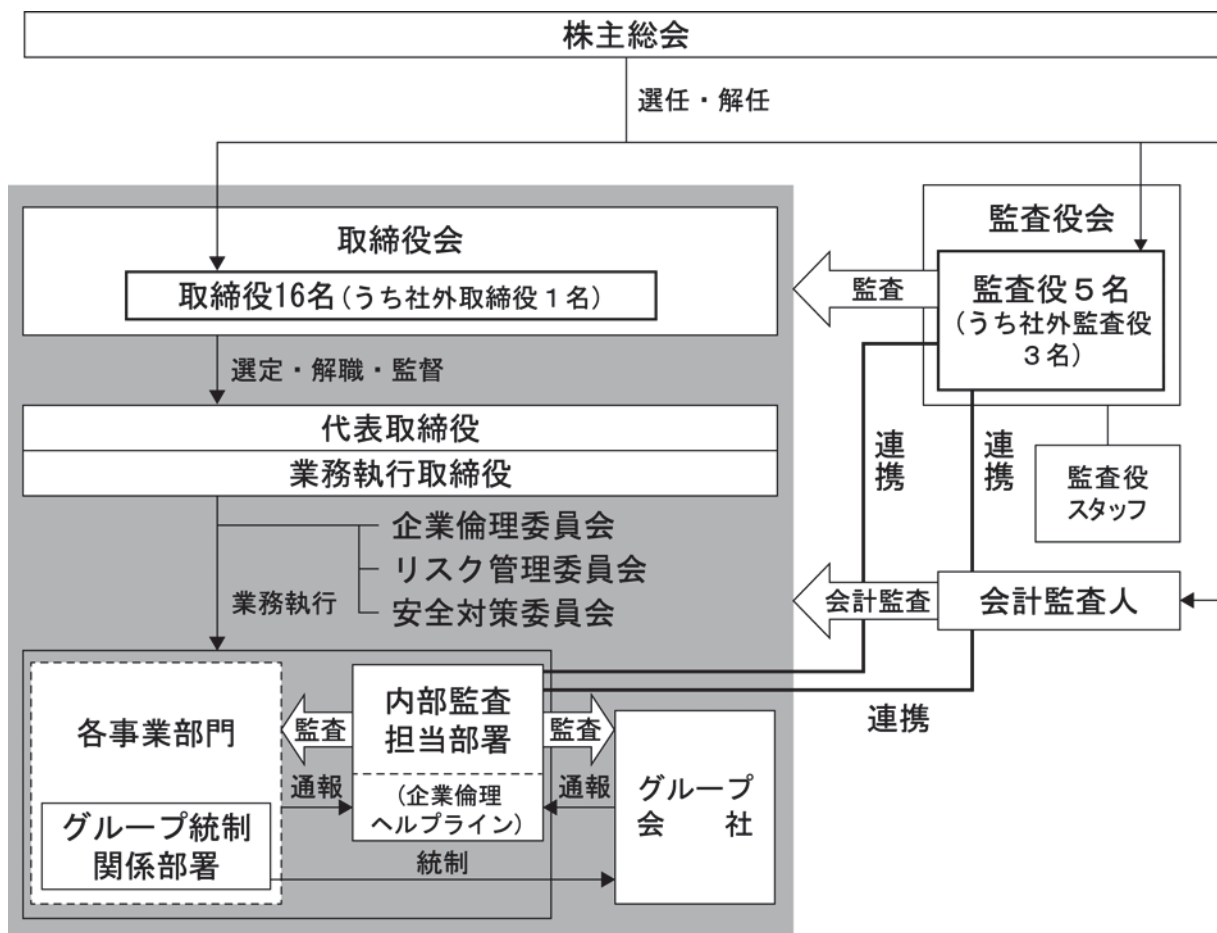 株主総会
選任・解任
取締役会
取締役16名(うち社外取締役1名)
監査役会
監査役5名
(うち社外監査役
3名)
監査
選定・解職・監督
代表取締役
業務執行取締役
連携
連携
監査役
スタッフ
企業倫理委員会
リスク管理委員会
安全対策委員会
業務執行
会計監査
会計監査人
各事業部門
監査
内部監査
担当部署
監査
連携
通報
(企業倫理
ヘルプライン)
通報
グループ
会社
グループ統制
関係部署
統制